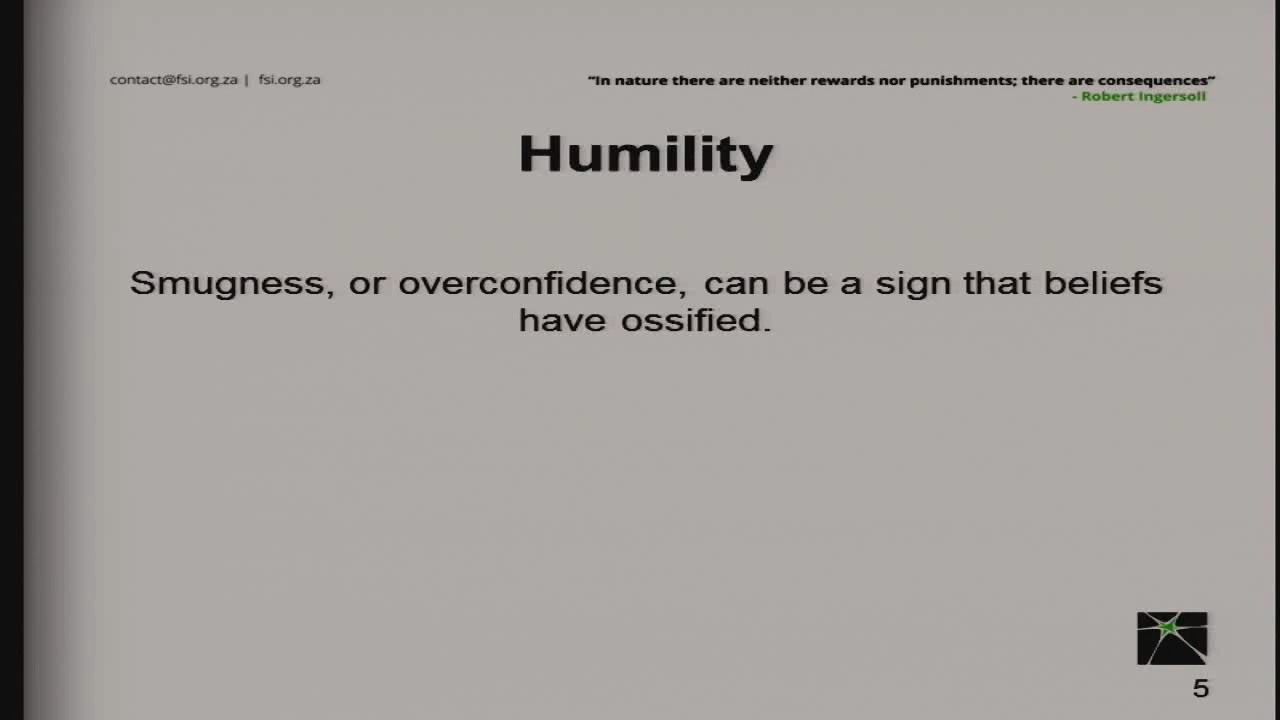 contact@fsi.org.za | fsi.org.za
“In nature there are neither rewards nor punishments; there are consequences”
- Robert Ingersoll
Humility
Smugness, or overconfidence, can be a sign that beliefs
have ossified.
5